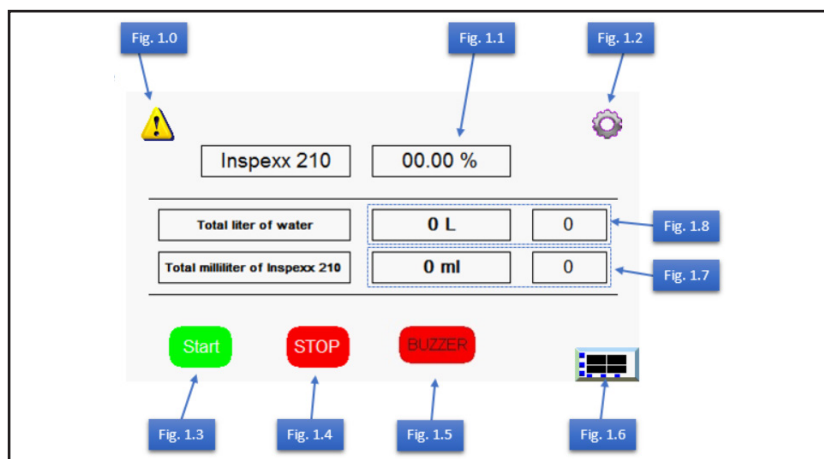 Fig. 1.0 Fig. 1.1 Fig. 1.2
Inspexx 210 00.00 %
Total liter of water 0 L 0 Fig. 1.8
Total milliliter of Inspexx 210 0 ml 0 Fig. 1.7
Start STOP BUZZER
Fig. 1.3 Fig. 1.4 Fig. 1.5 Fig. 1.6